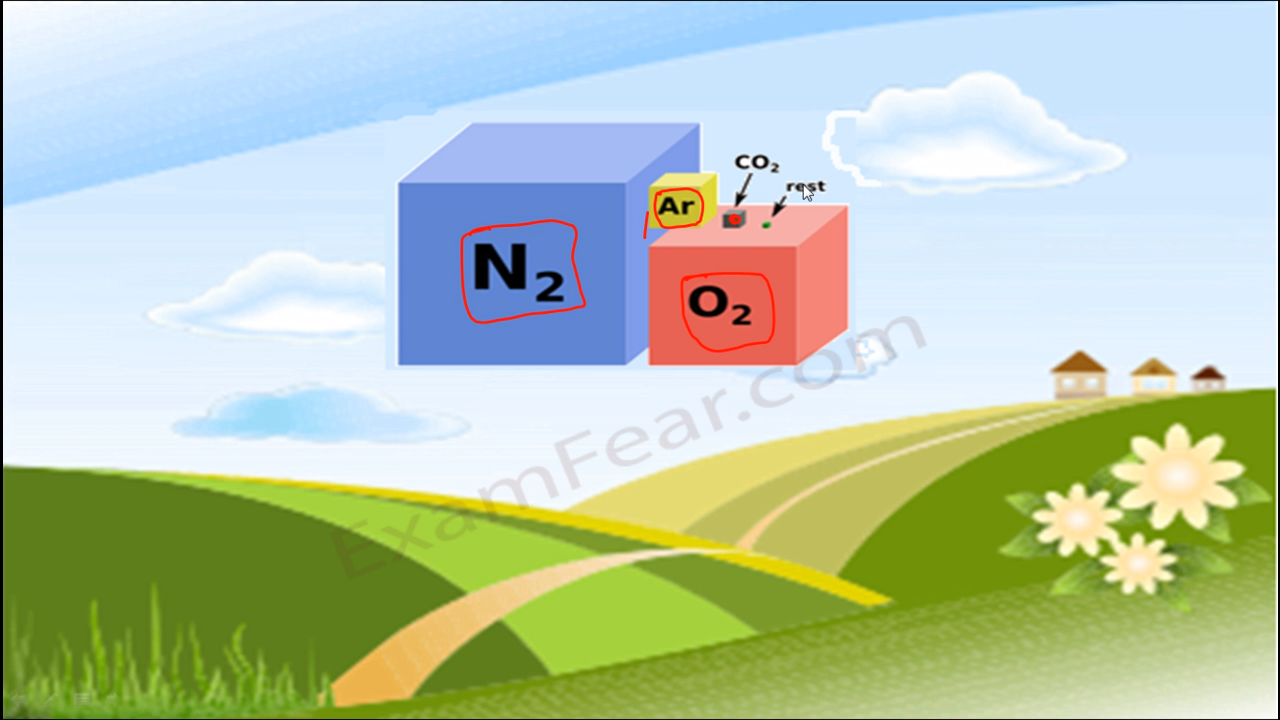 CO₂
rest
Ar
N₂
O₂
ExamFear.com